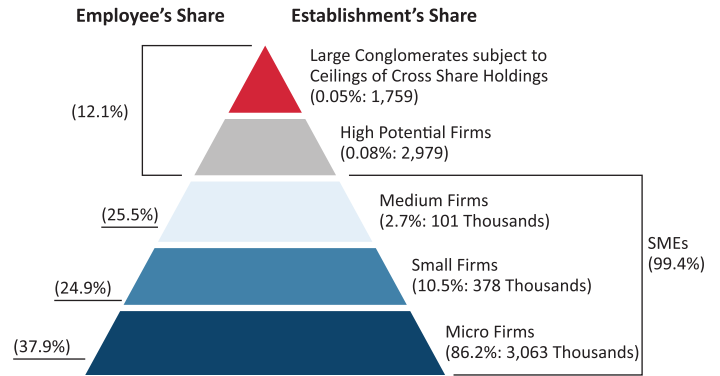 Employee’s Share
Establishment’s Share
Large Conglomerates subject to
Ceilings of Cross Share Holdings
(0.05%: 1,759)
(12.1%)
High Potential Firms
(0.08%: 2,979)
Medium Firms
(2.7%: 101 Thousands)
(25.5%)
SMEs
(99.4%)
Small Firms
(10.5%: 378 Thousands)
(24.9%)
Micro Firms
(86.2%: 3,063 Thousands)
(37.9%)